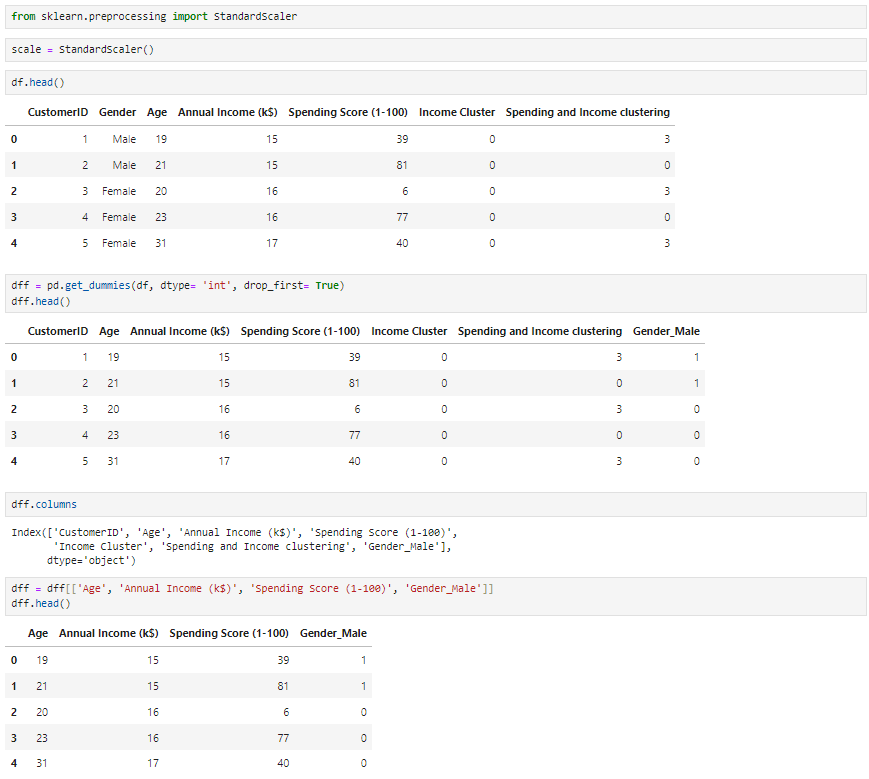 from sklearn.preprocessing import StandardScaler
scale = StandardScaler()
df.head()
CustomerID Gender Age Annual Income (k$) Spending Score (1-100) Income Cluster Spending and Income clustering
0 1 Male 19 15 39 0 3
1 2 Male 21 15 81 0 0
2 3 Female 20 16 6 0 3
3 4 Female 23 16 77 0 0
4 5 Female 31 17 40 0 3
dff = pd.get_dummies(df, dtype= 'int', drop_first= True)
dff.head()
CustomerID Age Annual Income (k$) Spending Score (1-100) Income Cluster Spending and Income clustering Gender_Male
0 1 19 15 39 0 3 1
1 2 21 15 81 0 0 1
2 3 20 16 6 0 3 0
3 4 23 16 77 0 0 0
4 5 31 17 40 0 3 0
dff.columns
Index(['CustomerID', 'Age', 'Annual Income (k$)', 'Spending Score (1-100)',
'Income Cluster', 'Spending and Income clustering', 'Gender_Male'],
dtype='object')
dff = dff[['Age', 'Annual Income (k$)', 'Spending Score (1-100)', 'Gender_Male']]
dff.head()
Age Annual Income (k$) Spending Score (1-100) Gender_Male
0 19 15 39 1
1 21 15 81 1
2 20 16 6 0
3 23 16 77 0
4 31 17 40 0